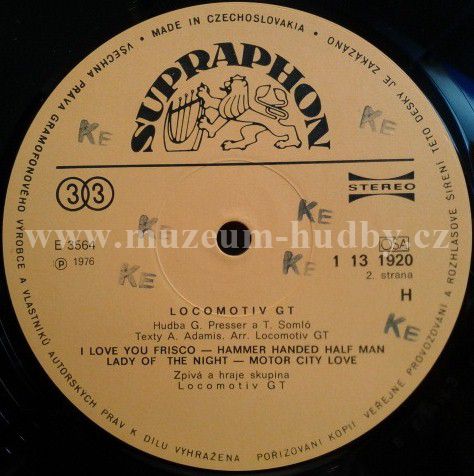 MADE IN CZECHOSLOVAKIA • VŠECHNA PRÁVA GRAMOFONOVÉHO VÝROBCE A VLASTNÍKŮ AUTORSKÝCH PRÁV K DÍLU VYHRAŽENA • POŘIZOVÁNÍ KOPIÍ, VEŘEJNÉ PROVOZOVÁNÍ A ROZHLASOVÉ ŠÍŘENÍ TÉTO DESKY JE ZAKÁZÁNO
SUPRAPHON
KE
KE
33
STEREO
KE
KE
www.muzeum-hudby.cz
E 3564
OSA
℗ 1976
KE
KE
1 13 1920
2. strana
H
KE
LOCOMOTIV GT
Hudba G. Presser a T. Somló
Texty A. Adamis. Arr. Locomotiv GT
I LOVE YOU FRISCO — HAMMER HANDED HALF MAN
LADY OF THE NIGHT — MOTOR CITY LOVE
Zpívá a hraje skupina
Locomotiv GT